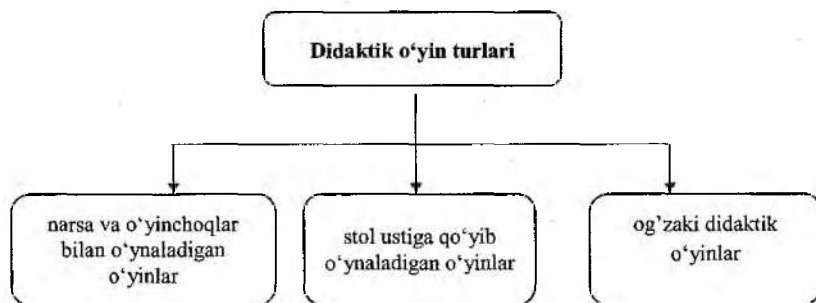 Didaktik o‘yin turlari
narsa va o‘yinchoqlar
bilan o‘ynaladigan
o‘yinlar
stol ustiga qo‘yib
o‘ynaladigan o‘yinlar
og’zaki didaktik
o‘yinlar